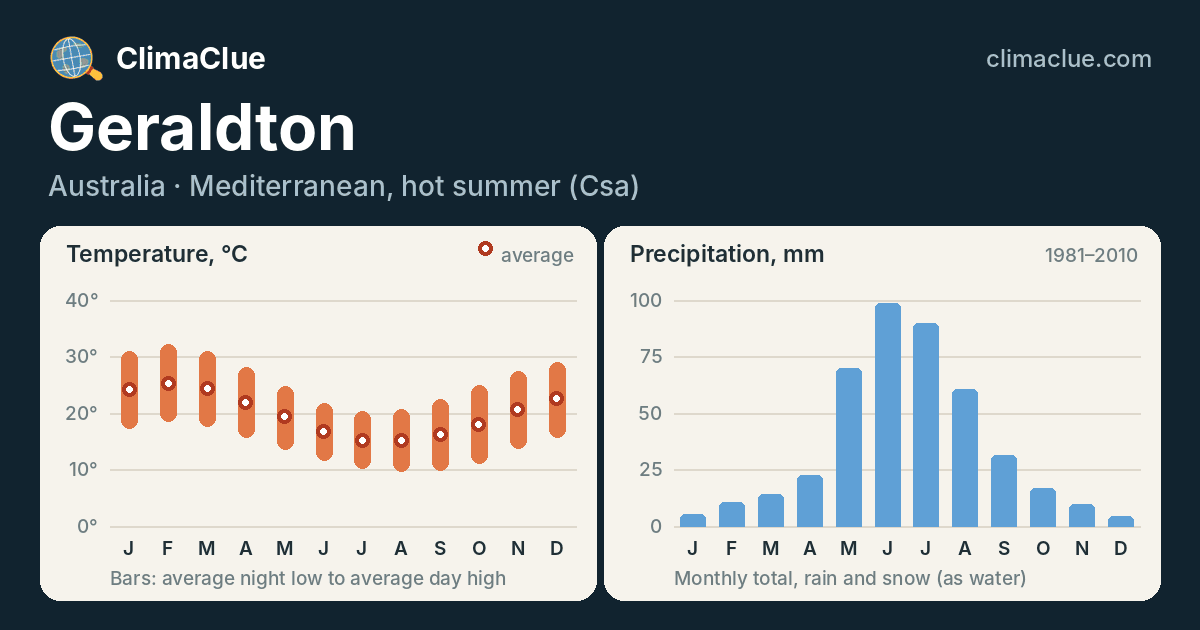 ClimaClue
climaclue.com
Geraldton
Australia · Mediterranean, hot summer (Csa)
Temperature, °C
average
40°
30°
20°
10°
0°
J F M A M J J A S O N D
Bars: average night low to average day high
Precipitation, mm
1981–2010
100
75
50
25
0
J F M A M J J A S O N D
Monthly total, rain and snow (as water)